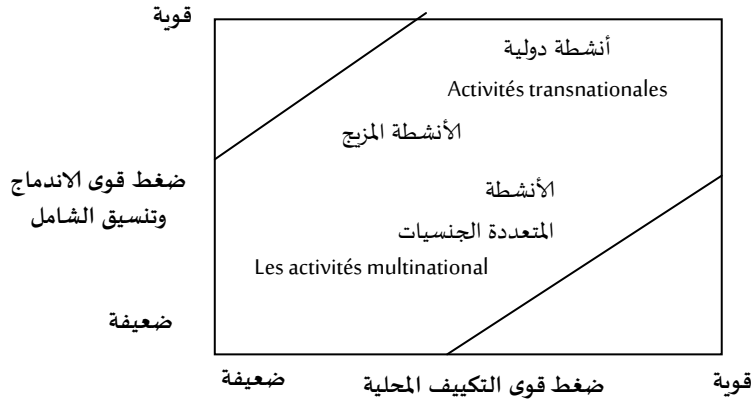 قوية
أنشطة دولية
Activités transnationales
الأنشطة المزيج
ضغط قوى الاندماج
وتنسيق الشامل
الأنشطة
المتعددة الجنسيات
Les activités multinational
ضعيفة
ضعيفة
ضغط قوى التكييف المحلية
قوية